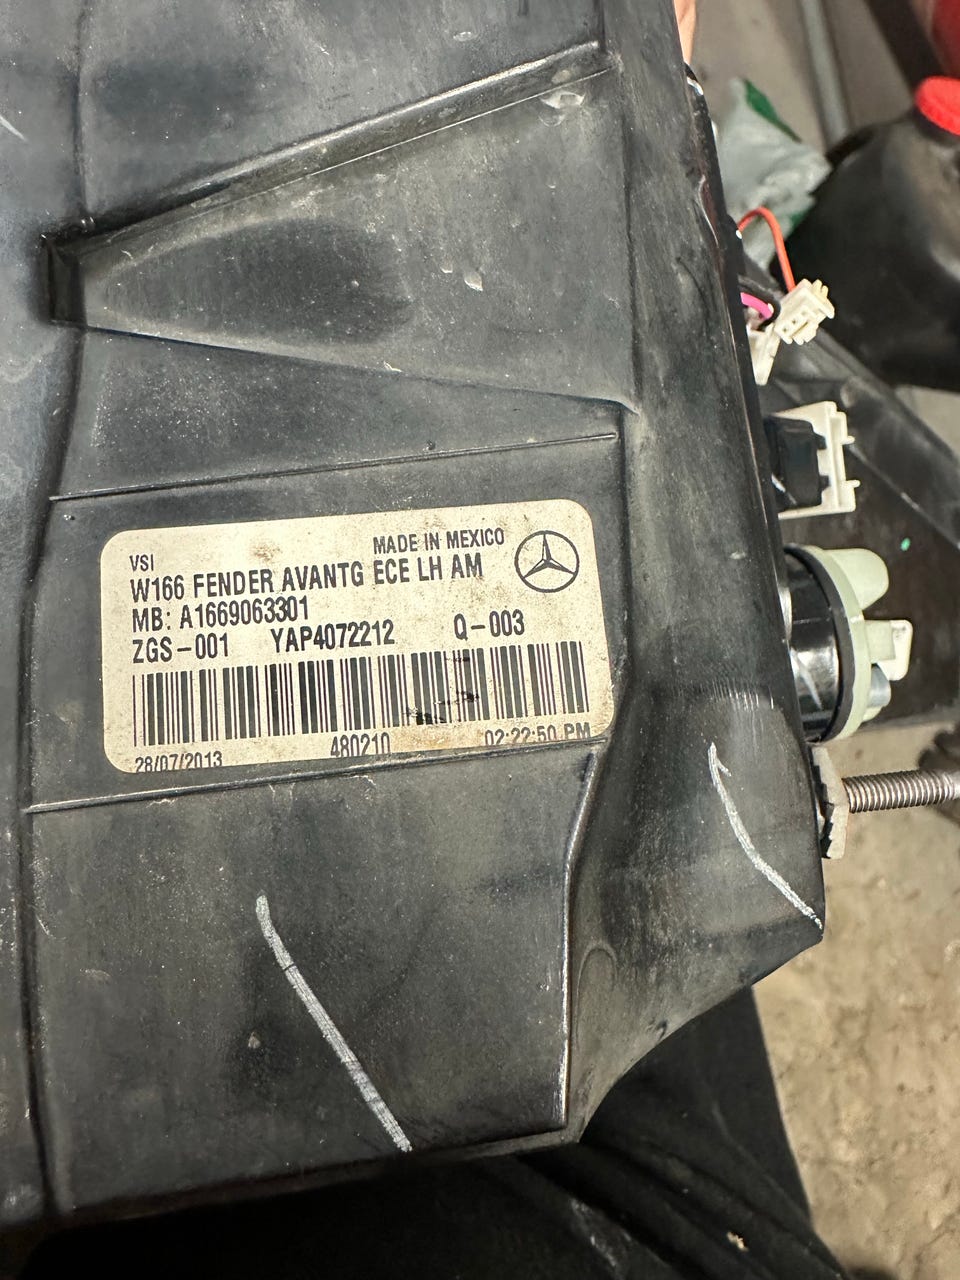 VSI MADE IN MEXICO
W166 FENDER AVANTG ECE LH AM
MB: A1669063301
ZGS-001 YAP4072212 Q-003
28/07/2013 480210 02:22:50 PM